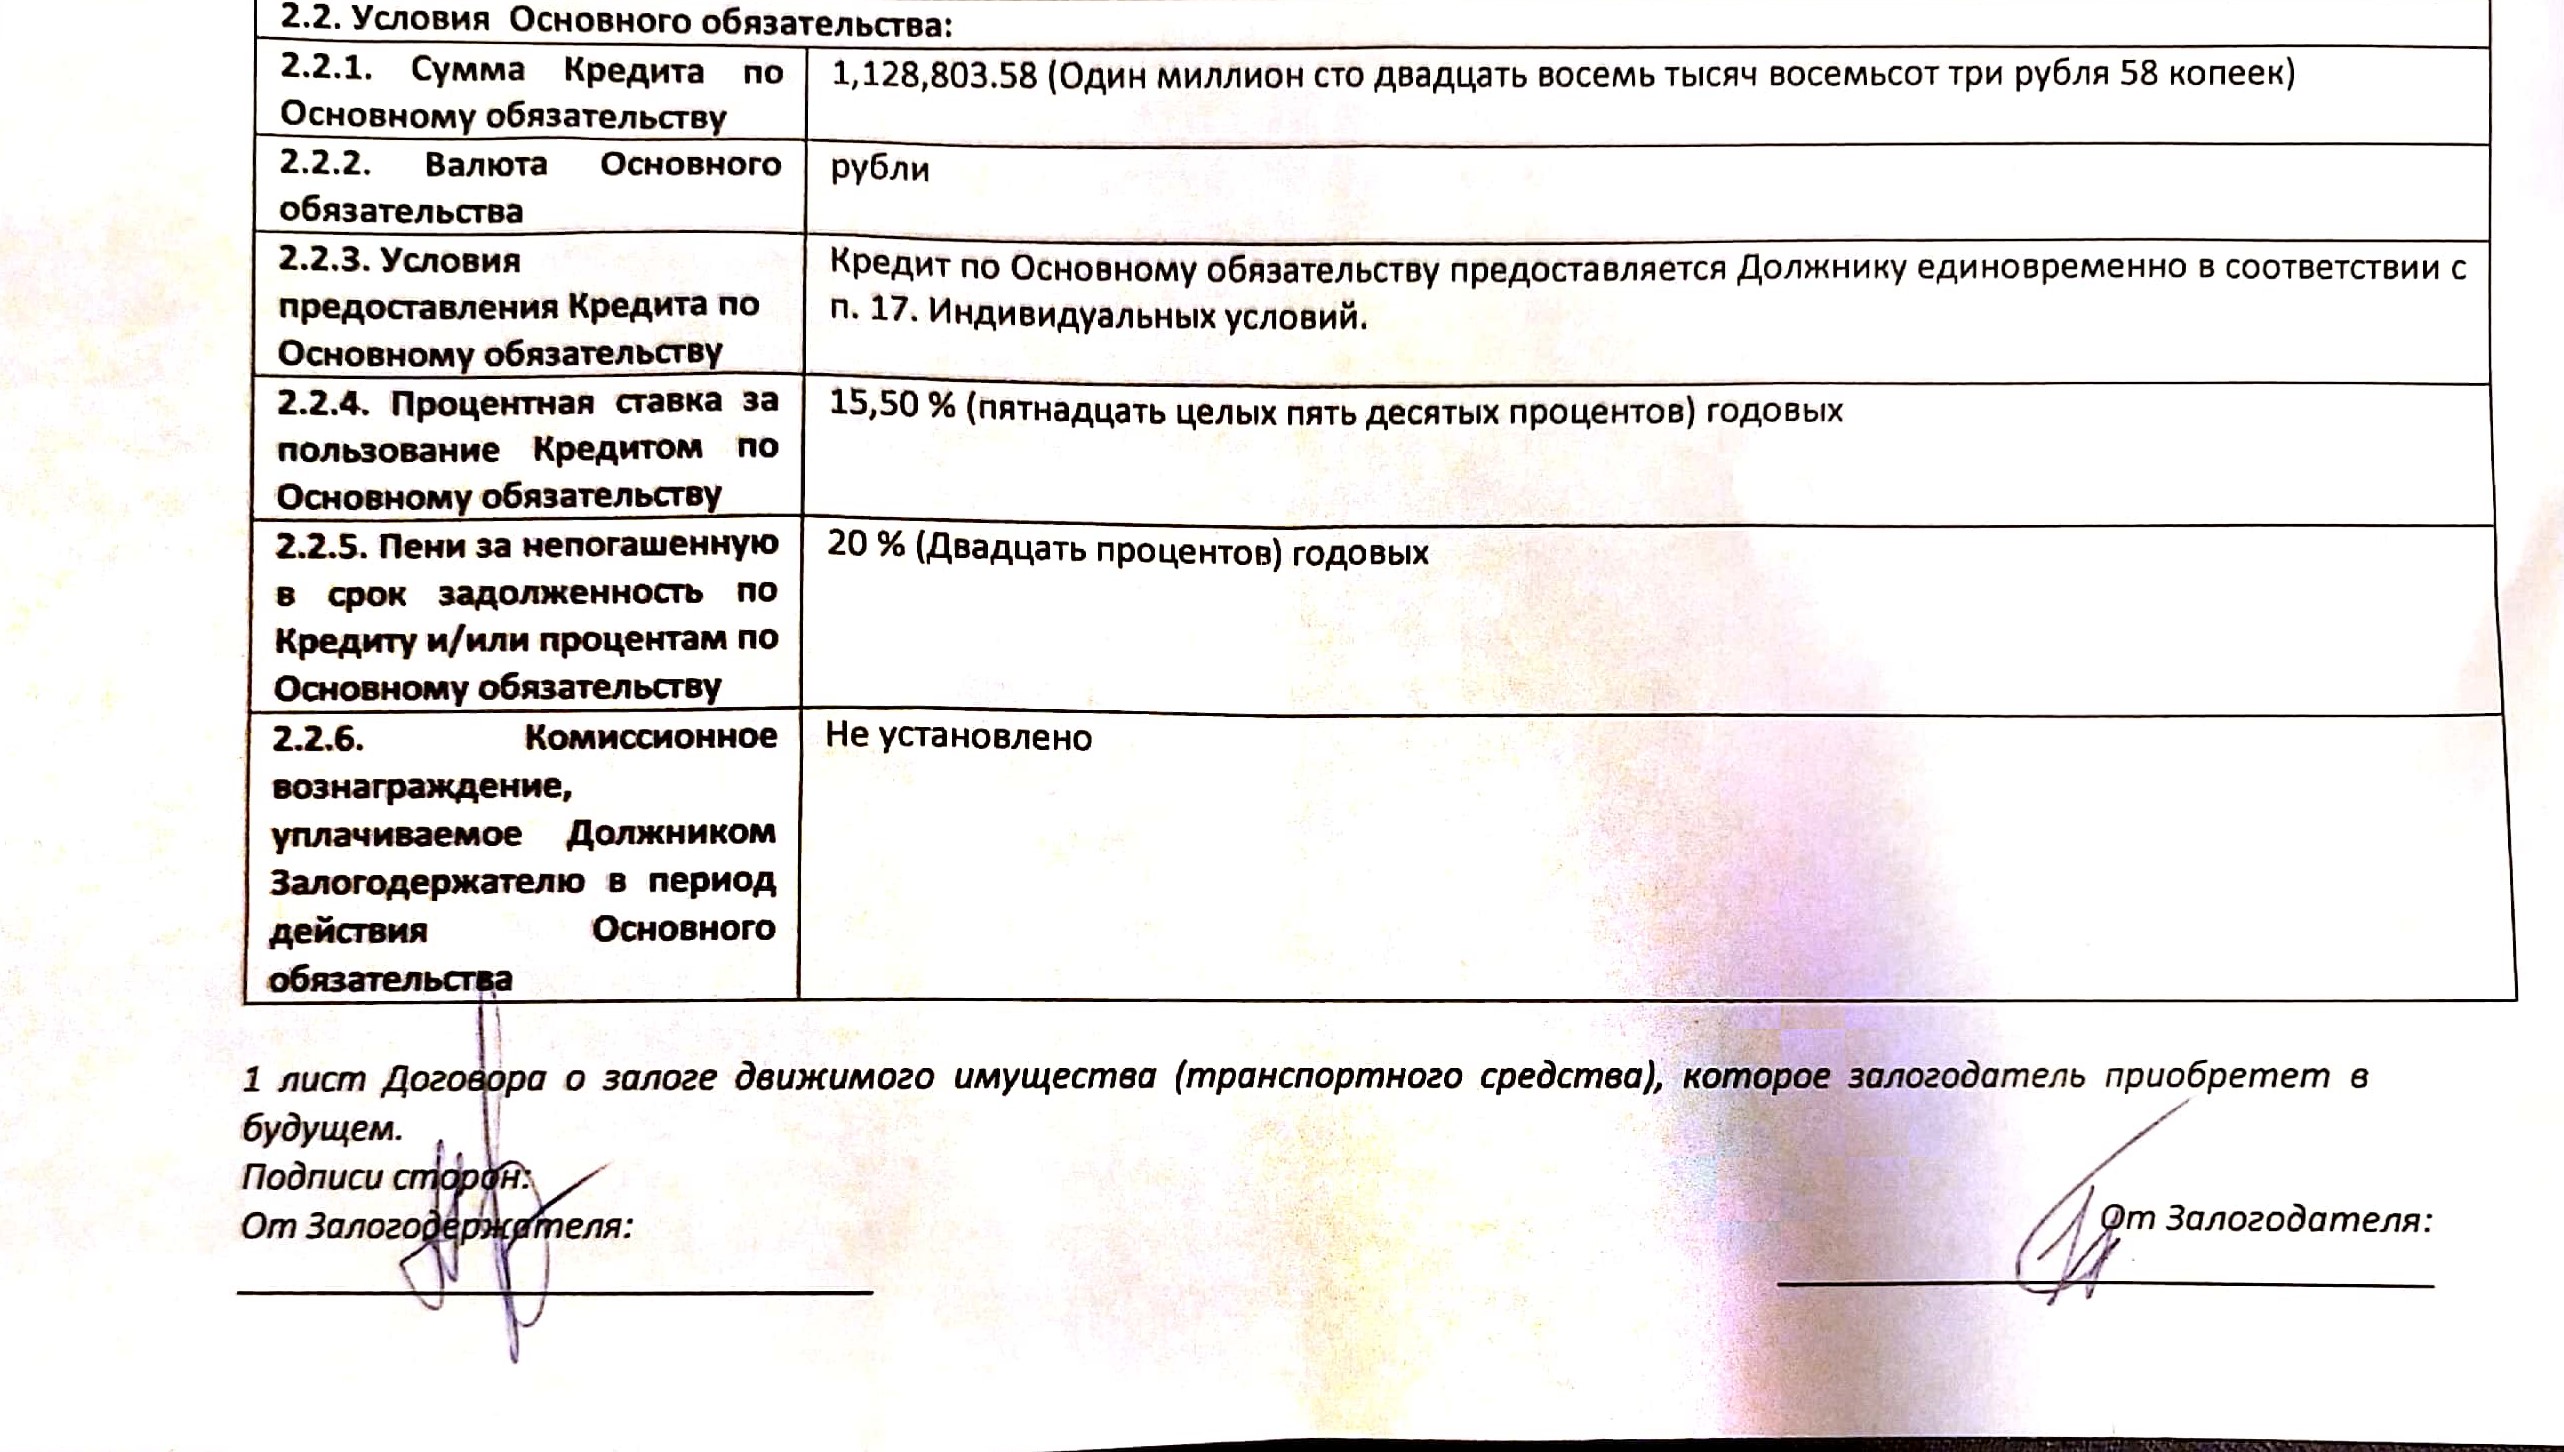 2.2. Условия Основного обязательства:
2.2.1. Сумма Кредита по
Основному обязательству
1,128,803.58 (Один миллион сто двадцать восемь тысяч восемьсот три рубля 58 копеек)
2.2.2. Валюта Основного
обязательства
рубли
2.2.3. Условия
предоставления Кредита по
Основному обязательству
Кредит по Основному обязательству предоставляется Должнику единовременно в соответствии с
п. 17. Индивидуальных условий.
2.2.4. Процентная ставка за
пользование Кредитом по
Основному обязательству
15,50 % (пятнадцать целых пять десятых процентов) годовых
2.2.5. Пени за непогашенную
в срок задолженность по
Кредиту и/или процентам по
Основному обязательству
20 % (Двадцать процентов) годовых
2.2.6. Комиссионное
вознаграждение,
уплачиваемое Должником
Залогодержателю в период
действия Основного
обязательства
Не установлено
1 лист Договора о залоге движимого имущества (транспортного средства), которое залогодатель приобретет в
будущем.
Подписи сторон:
От Залогодержателя:
От Залогодателя: